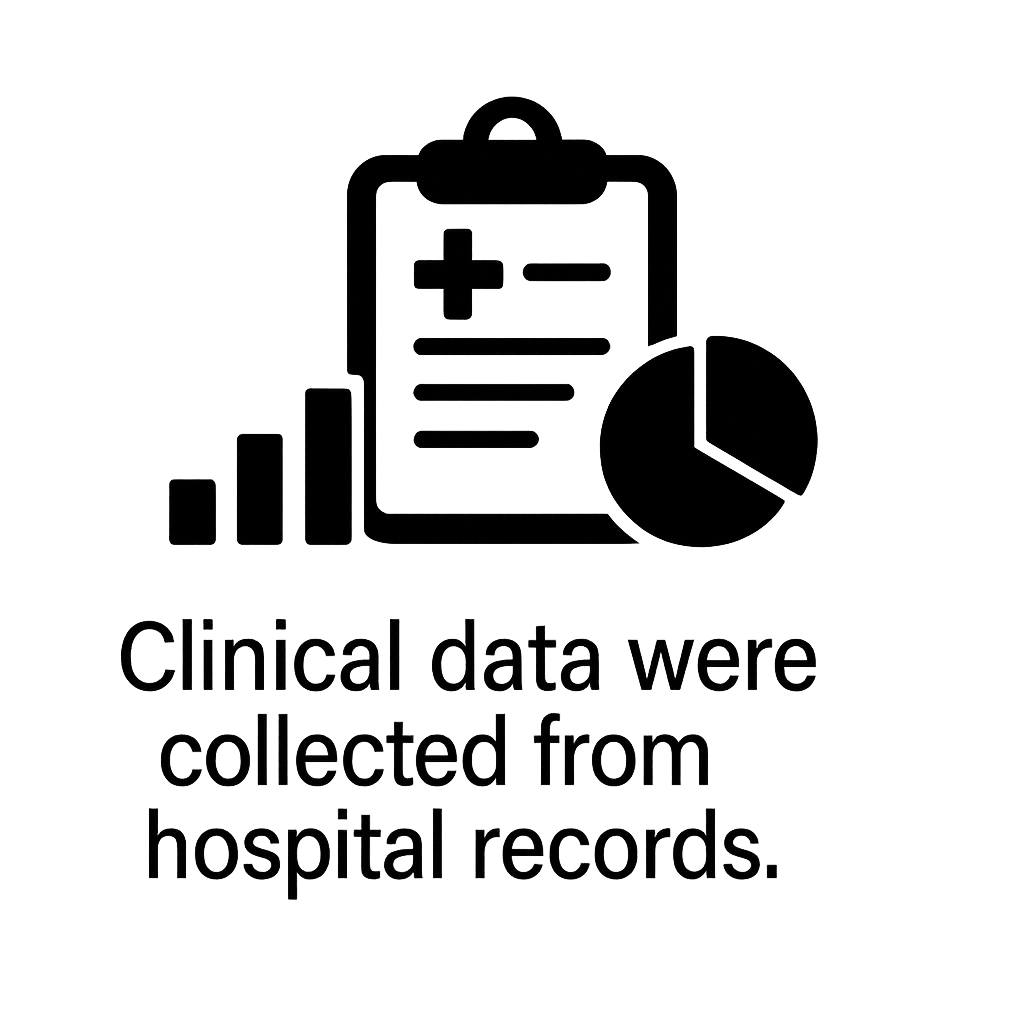 Clinical data were
collected from
hospital records.